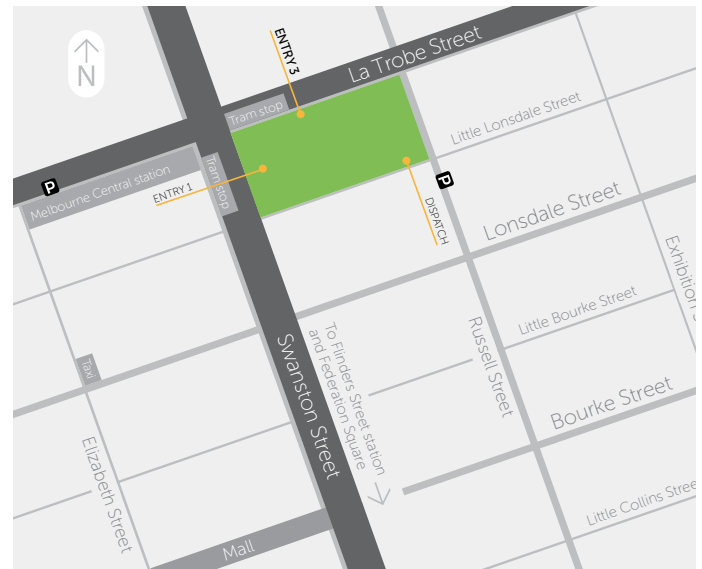 N
ENTRY 3
La Trobe Street
Tram stop
Little Lonsdale Street
P
Melbourne Central station
ENTRY 1
Tram stop
P
DISPATCH
Lonsdale Street
Exhibition S
Little Bourke Street
Russell Street
To Flinders Street station
and Federation Square
Swanston Street
Taxi
Bourke Street
Elizabeth Street
Little Collins Stree
Mall